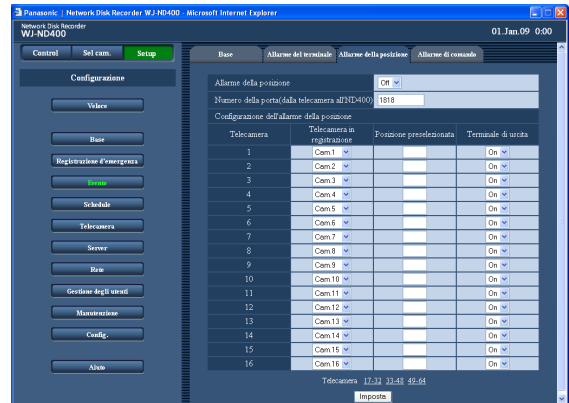 Panasonic | Network Disk Recorder WJ-ND400 - Microsoft Internet Explorer
Network Disk Recorder
WJ-ND400
01.Jan.09 0:00
Control Sel cam. Setup
Configurazione
Veloce
Base
Registrazione d'emergenza
Evento
Schedule
Telecamera
Server
Rete
Gestione degli utenti
Manutenzione
Config.
Aiuto
Base Allarme del terminale Allarme della posizione Allarme di comando
Allarme della posizione Off
Numero della porta(dalla telecamera all'ND400) 1818
Configurazione dell'allarme della posizione
Telecamera Telecamera in registrazione Posizione preselezionata Terminale di uscita
1 Cam.1 On
2 Cam.2 On
3 Cam.3 On
4 Cam.4 On
5 Cam.5 On
6 Cam.6 On
7 Cam.7 On
8 Cam.8 On
9 Cam.9 On
10 Cam.10 On
11 Cam.11 On
12 Cam.12 On
13 Cam.13 On
14 Cam.14 On
15 Cam.15 On
16 Cam.16 On
Telecamera 17-32 33-48 49-64
Imposta